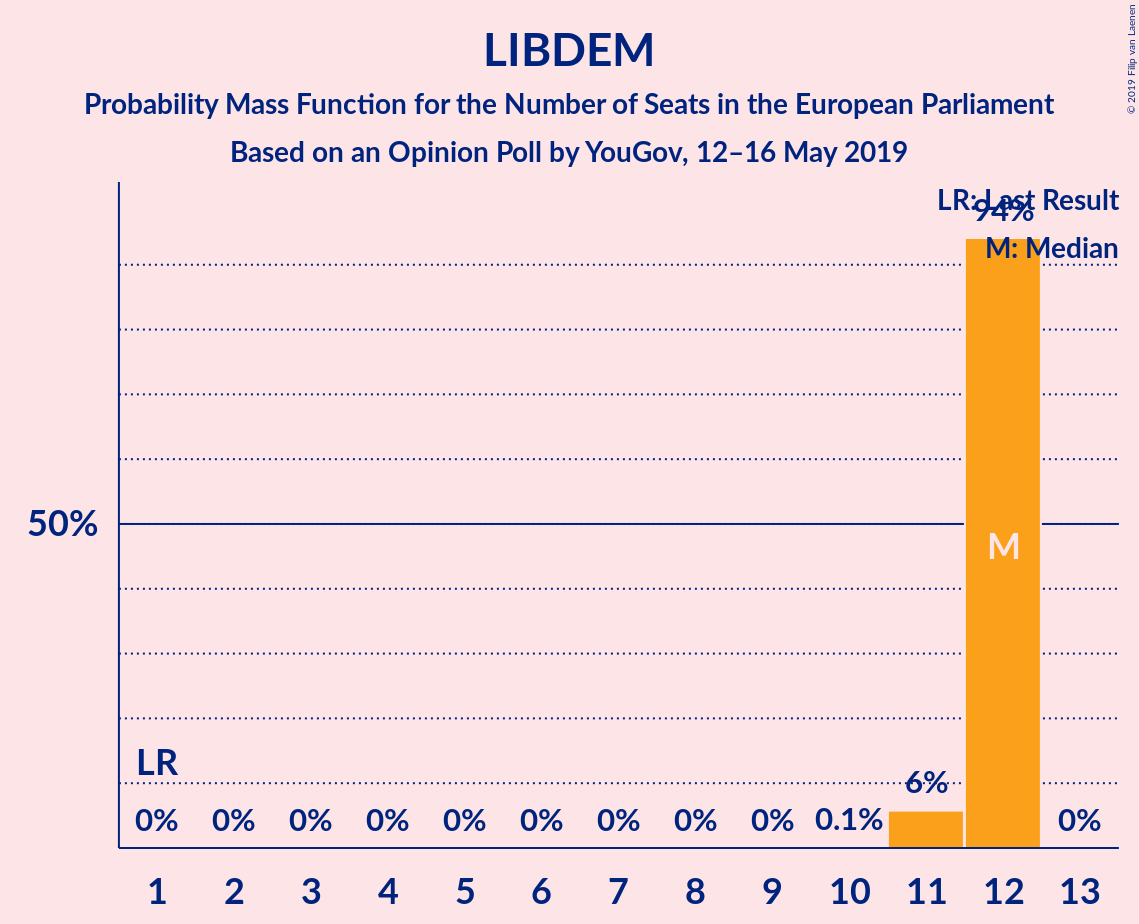 LIBDEM
Probability Mass Function for the Number of Seats in the European Parliament
Based on an Opinion Poll by YouGov, 12–16 May 2019
© 2019 Filip van Laenen
LR: Last Result
94%
M: Median
50%
M
LR
6%
0% 0% 0% 0% 0% 0% 0% 0% 0% 0.1% 0%
1 2 3 4 5 6 7 8 9 10 11 12 13